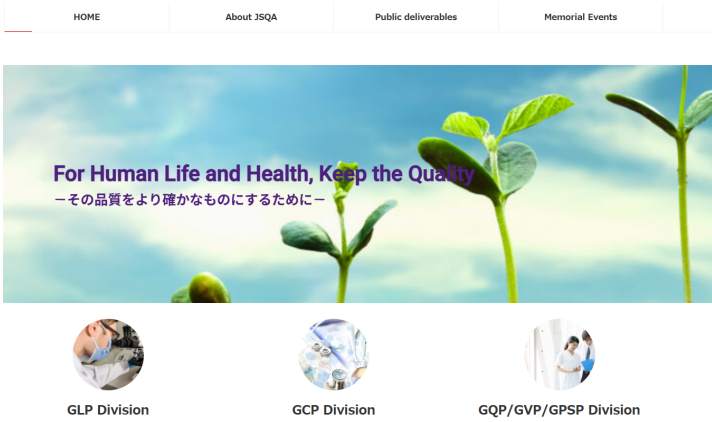 HOME
About JSQA
Public deliverables
Memorial Events
For Human Life and Health, Keep the Quality
－その品質をより確かなものにするために－
GLP Division
GCP Division
GQP/GVP/GPSP Division